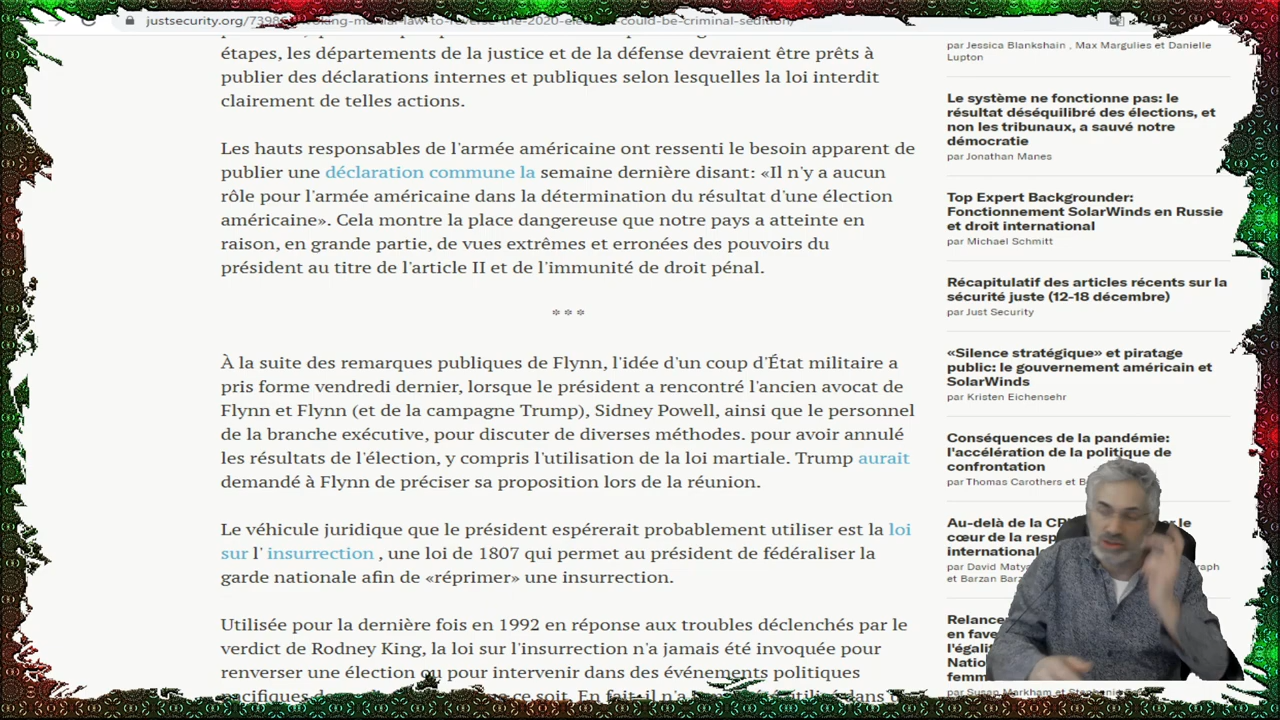 justsecurity.org/739
king-martial-law-to-reverse-the-2020-ele
could-be-criminal-sedition/
étapes, les départements de la justice et de la défense devraient être prêts à
publier des déclarations internes et publiques selon lesquelles la loi interdit
clairement de telles actions.
Les hauts responsables de l'armée américaine ont ressenti le besoin apparent de
publier une déclaration commune la semaine dernière disant: «Il n'y a aucun
rôle pour l'armée américaine dans la détermination du résultat d'une élection
américaine». Cela montre la place dangereuse que notre pays a atteinte en
raison, en grande partie, de vues extrêmes et erronées des pouvoirs du
président au titre de l'article II et de l'immunité de droit pénal.
* * *
À la suite des remarques publiques de Flynn, l'idée d'un coup d'État militaire a
pris forme vendredi dernier, lorsque le président a rencontré l'ancien avocat de
Flynn et Flynn (et de la campagne Trump), Sidney Powell, ainsi que le personnel
de la branche exécutive, pour discuter de diverses méthodes. pour avoir annulé
les résultats de l'élection, y compris l'utilisation de la loi martiale. Trump aurait
demandé à Flynn de préciser sa proposition lors de la réunion.
Le véhicule juridique que le président espérerait probablement utiliser est la loi
sur l' insurrection , une loi de 1807 qui permet au président de fédéraliser la
garde nationale afin de «réprimer» une insurrection.
Utilisée pour la dernière fois en 1992 en réponse aux troubles déclenchés par le
verdict de Rodney King, la loi sur l'insurrection n'a jamais été invoquée pour
renverser une élection ou pour intervenir dans des événements politiques
pacifiques ce soit. En fait, il n'a dans
par Jessica Blankshain , Max Margulies et Danielle
Lupton
Le système ne fonctionne pas: le
résultat déséquilibré des élections, et
non les tribunaux, a sauvé notre
démocratie
par Jonathan Manes
Top Expert Backgrounder:
Fonctionnement SolarWinds en Russie
et droit international
par Michael Schmitt
Récapitulatif des articles récents sur la
sécurité juste (12-18 décembre)
par Just Security
«Silence stratégique» et piratage
public: le gouvernement américain et
SolarWinds
par Kristen Eichensehr
Conséquences de la pandémie:
l'accélération de la politique de
confrontation
par Thomas Carothers et B
Au-delà de la le
cœur de la resp
international
par David Matya raph
et Barzan Barz
Relance
en fave
l'égali
Natio
femm
par Susan Markham et